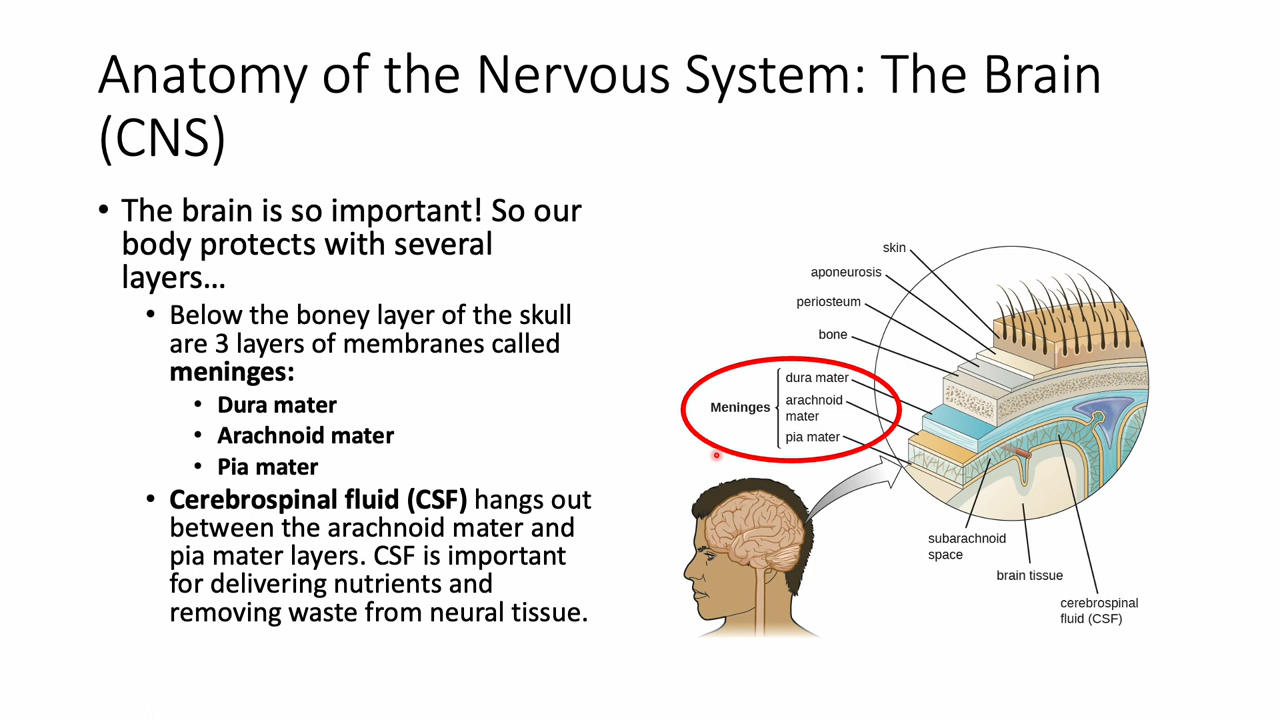 Anatomy of the Nervous System: The Brain
(CNS)
• The brain is so important! So our
body protects with several
layers…
• Below the boney layer of the skull
are 3 layers of membranes called
meninges:
• Dura mater
• Arachnoid mater
• Pia mater
• Cerebrospinal fluid (CSF) hangs out
between the arachnoid mater and
pia mater layers. CSF is important
for delivering nutrients and
removing waste from neural tissue.
skin
aponeurosis
periosteum
bone
Meninges
dura mater
arachnoid
mater
pia mater
subarachnoid
space
brain tissue
cerebrospinal
fluid (CSF)